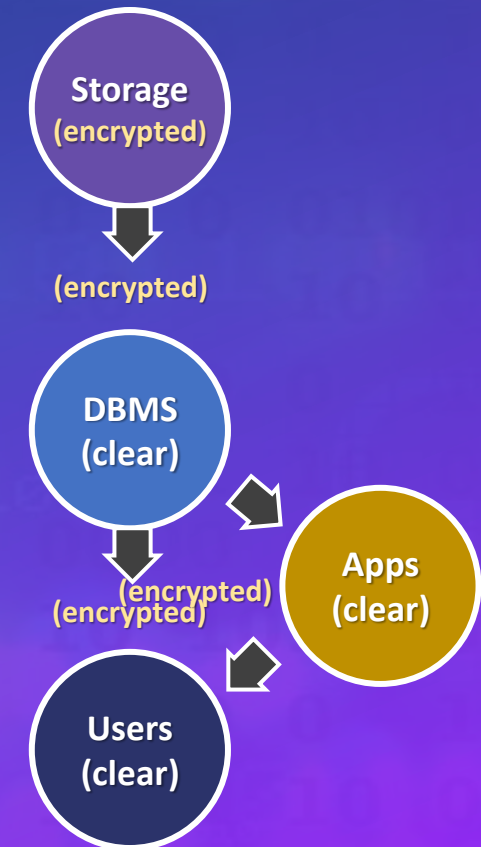 Storage
(encrypted)
(encrypted)
DBMS
(clear)
Apps
(clear)
(encrypted)
(encrypted)
Users
(clear)